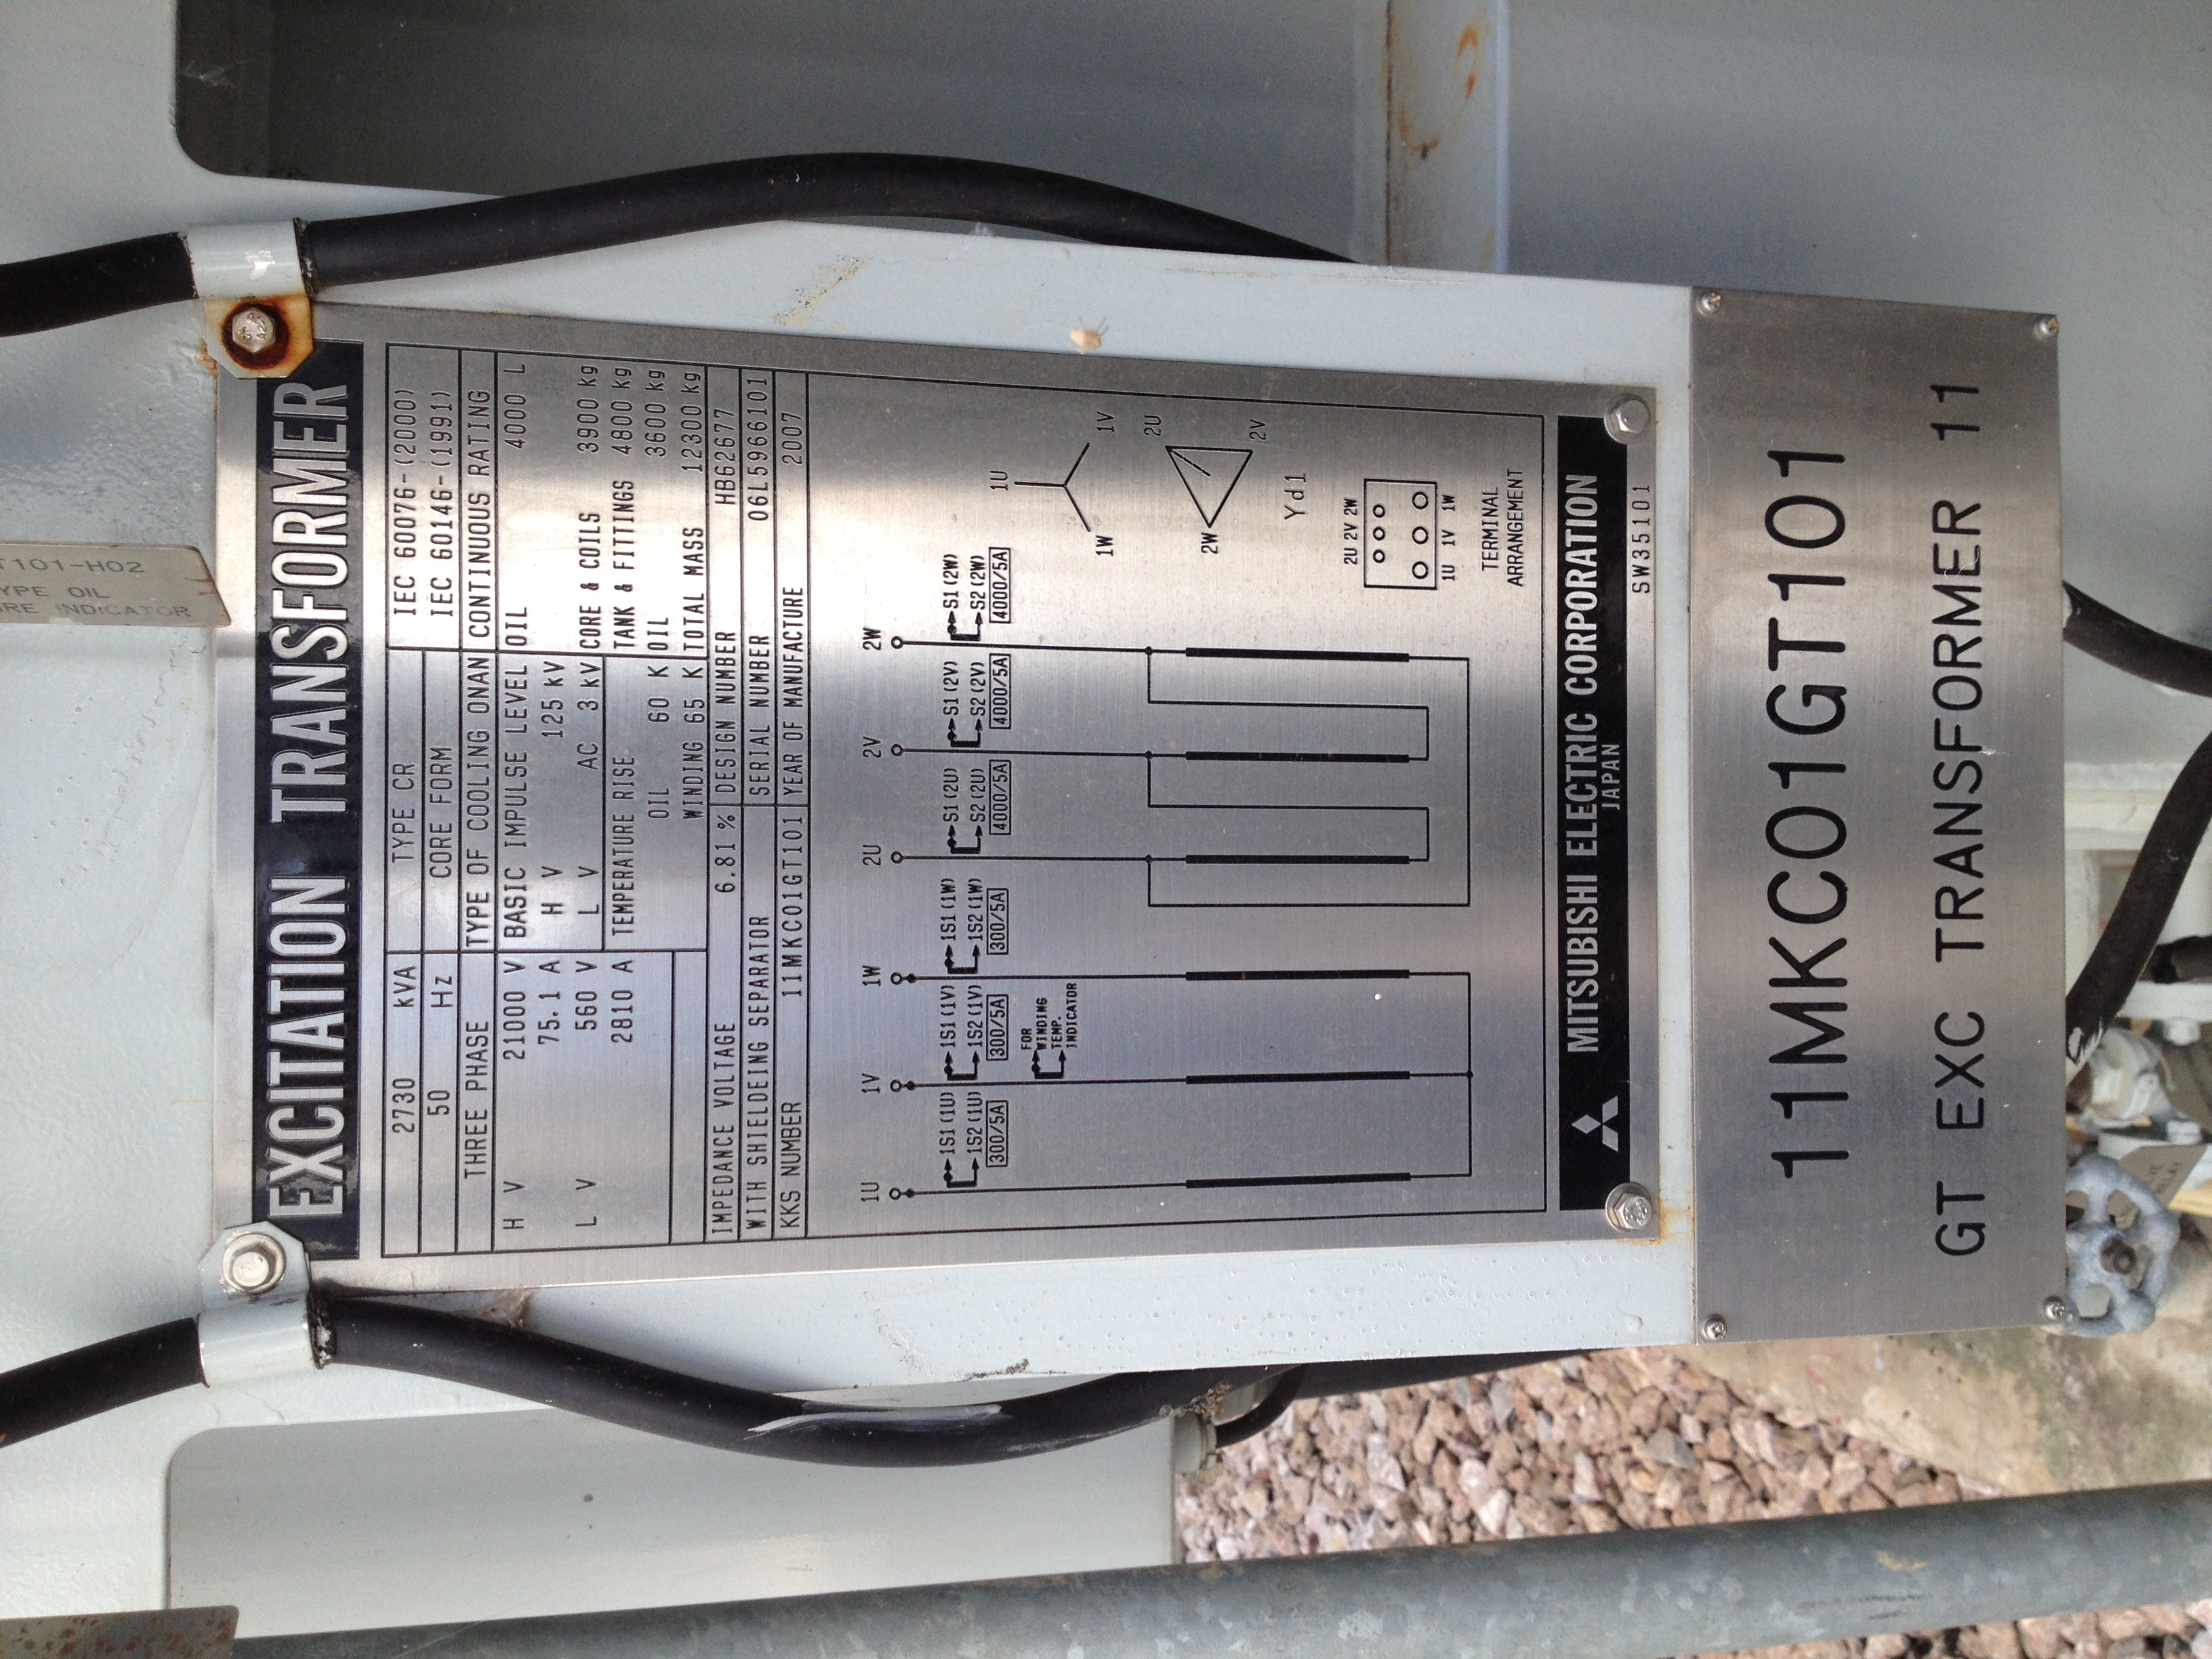 1101-H02
YPE OIL
RE INDICATOR
EXCITATION TRANSFORMER
2730 kVA TYPE CR IEC 60076-(2000)
50 Hz CORE FORM IEC 60146-(1991)
THREE PHASE TYPE OF COOLING ONAN CONTINUOUS RATING
H V 21000 V BASIC IMPULSE LEVEL OIL 4000 L
75.1 A H V 125 kV
L V 560 V L V AC 3 kV CORE & COILS 3900 kg
2810 A TEMPERATURE RISE TANK & FITTINGS 4800 kg
OIL 60 K OIL 3600 kg
WINDING 65 K TOTAL MASS 12300 kg
IMPEDANCE VOLTAGE 6.81 % DESIGN NUMBER HB62677
WITH SHIELDEING SEPARATOR SERIAL NUMBER 06L5966101
KKS NUMBER 11MKC01GT101 YEAR OF MANUFACTURE 2007
1U 1V 1W 2U 2V 2W
1S1(1U) 1S1(1V) 1S1(1W) S1(2U) S1(2V) S1(2W)
1S2(1U) 1S2(1V) 1S2(1W) S2(2U) S2(2V) S2(2W)
300/5A 300/5A 300/5A 4000/5A 4000/5A 4000/5A
FOR
WINDING
TEMP.
INDICATOR
1U
1W 1V
2U
2W
2V
Yd1
2U 2V 2W
1U 1V 1W
TERMINAL
ARRANGEMENT
MITSUBISHI ELECTRIC CORPORATION
JAPAN
SW35101
11MKC01GT101
GT EXC TRANSFORMER 11